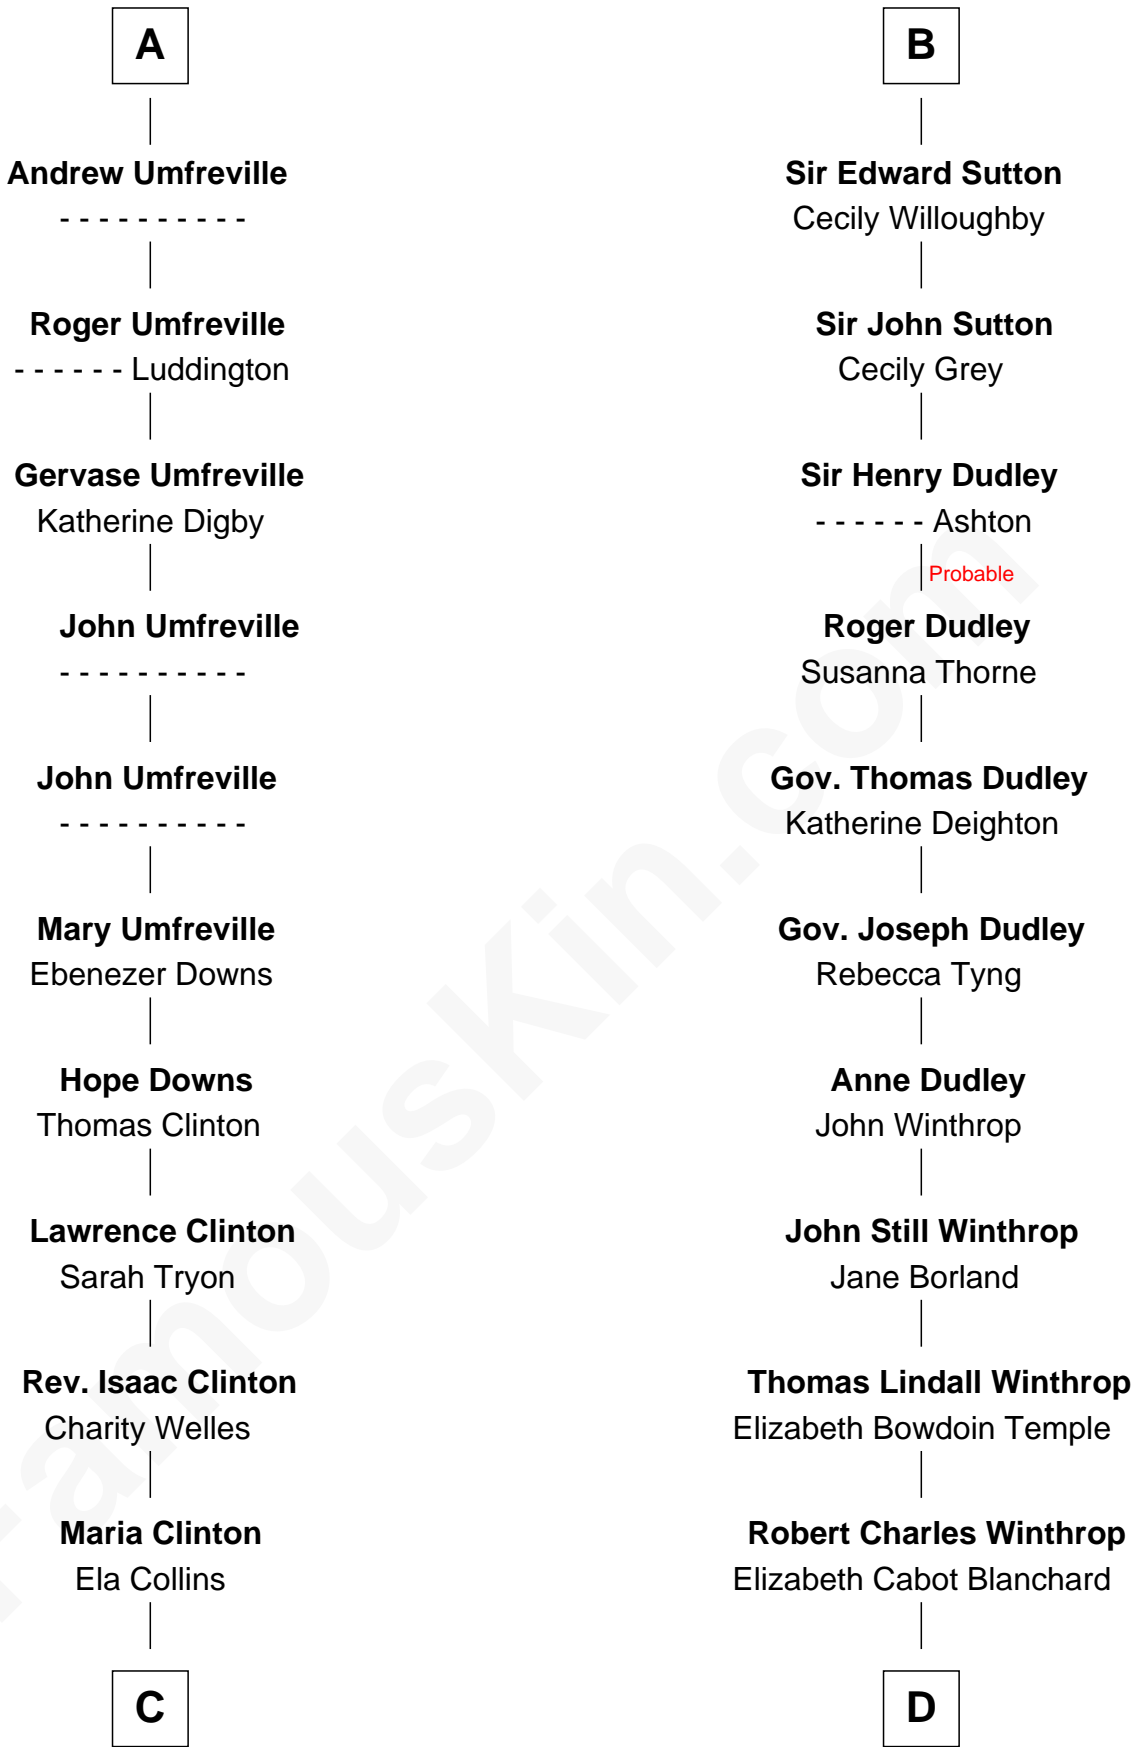 A
Andrew Umfreville
- - - - - - - - - -
Roger Umfreville
- - - - - - Luddington
Gervase Umfreville
Katherine Digby
John Umfreville
- - - - - - - - - -
John Umfreville
- - - - - - - - - -
Mary Umfreville
Ebenezer Downs
Hope Downs
Thomas Clinton
Lawrence Clinton
Sarah Tryon
Rev. Isaac Clinton
Charity Welles
Maria Clinton
Ela Collins
C
B
Sir Edward Sutton
Cecily Willoughby
Sir John Sutton
Cecily Grey
Sir Henry Dudley
- - - - - - Ashton
Probable
Roger Dudley
Susanna Thorne
Gov. Thomas Dudley
Katherine Deighton
Gov. Joseph Dudley
Rebecca Tyng
Anne Dudley
John Winthrop
John Still Winthrop
Jane Borland
Thomas Lindall Winthrop
Elizabeth Bowdoin Temple
Robert Charles Winthrop
Elizabeth Cabot Blanchard
D
FamousKin.com